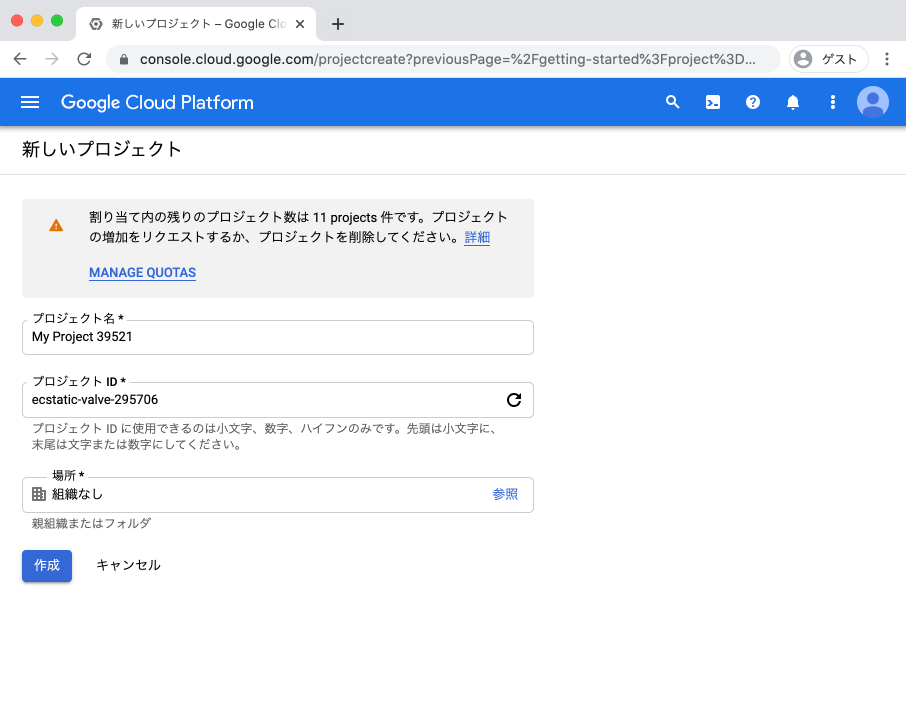 新しいプロジェクト – Google Clo
console.cloud.google.com/projectcreate?previousPage=%2Fgetting-started%3Fproject%3D...
ゲスト
Google Cloud Platform
新しいプロジェクト
割り当て内の残りのプロジェクト数は 11 projects 件です。プロジェクト
の増加をリクエストするか、プロジェクトを削除してください。詳細
MANAGE QUOTAS
プロジェクト名 *
My Project 39521
プロジェクト ID *
ecstatic-valve-295706
プロジェクト ID に使用できるのは小文字、数字、ハイフンのみです。先頭は小文字に、
末尾は文字または数字にしてください。
場所 *
組織なし 参照
親組織またはフォルダ
作成 キャンセル